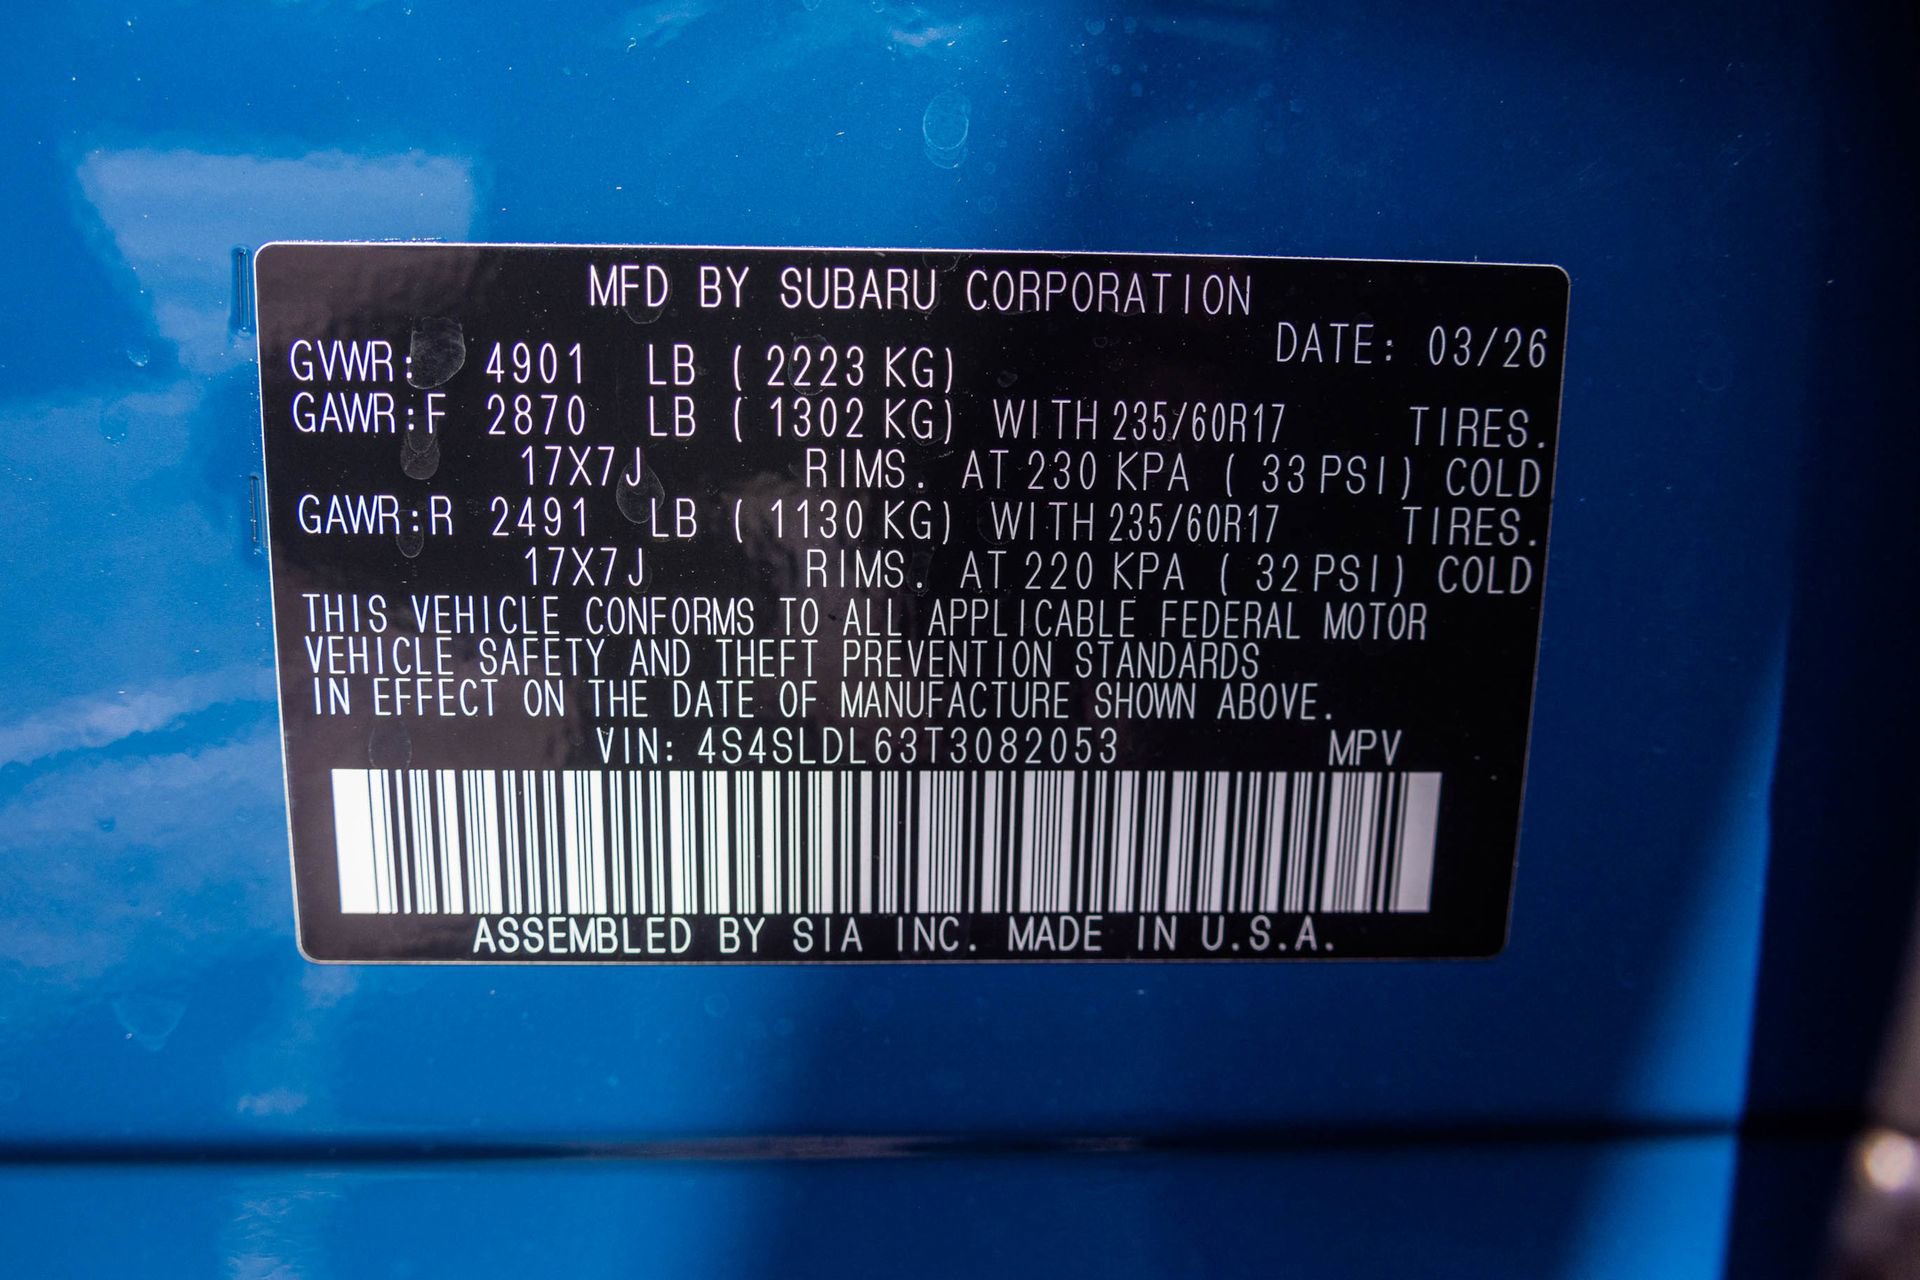 MFD BY SUBARU CORPORATION
DATE: 03/26
GVWR: 4901 LB ( 2223 KG)
GAWR:F 2870 LB ( 1302 KG) WITH 235/60R17 TIRES.
17X7J RIMS. AT 230 KPA ( 33 PSI) COLD
GAWR:R 2491 LB ( 1130 KG) WITH 235/60R17 TIRES.
17X7J RIMS. AT 220 KPA ( 32 PSI) COLD
THIS VEHICLE CONFORMS TO ALL APPLICABLE FEDERAL MOTOR
VEHICLE SAFETY AND THEFT PREVENTION STANDARDS
IN EFFECT ON THE DATE OF MANUFACTURE SHOWN ABOVE.
VIN: 4S4SLDL63T3082053 MPV
ASSEMBLED BY SIA INC. MADE IN U.S.A.